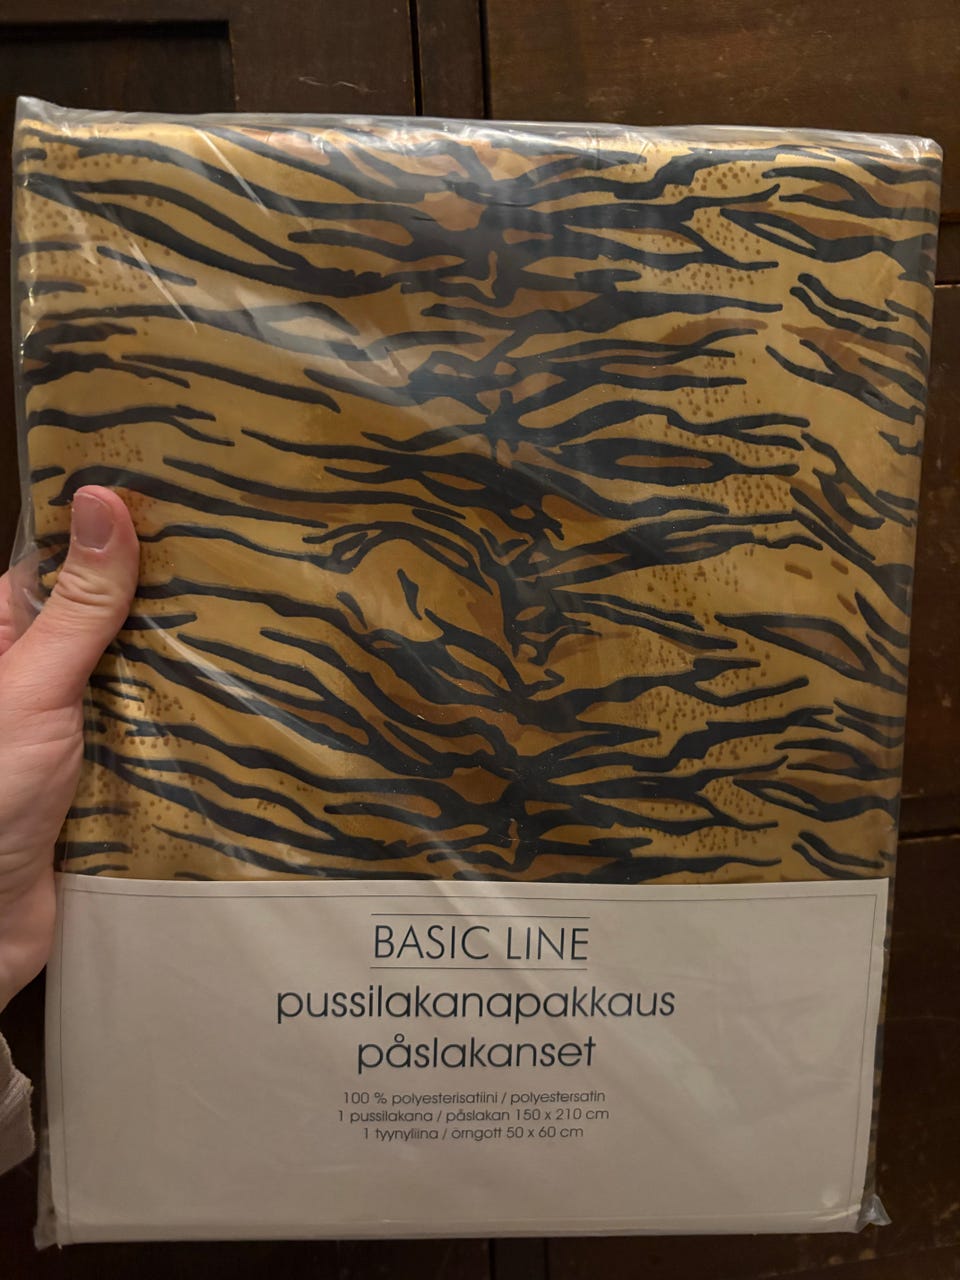 BASIC LINE
pussilakanapakkaus
påslakanset
100 % polyesterisatiini / polyestersatin
1 pussilakana / påslakan 150 x 210 cm
1 tyynyliina / örngott 50 x 60 cm